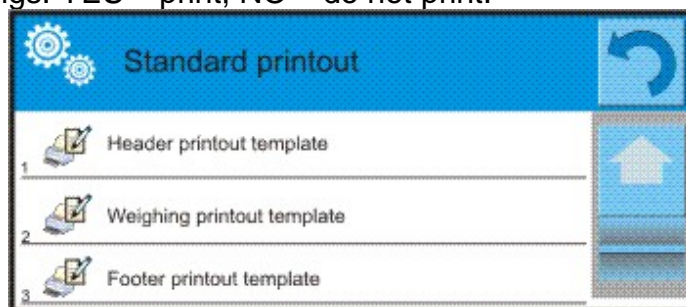 YES – print, NO – do not print.
Standard printout
1 Header printout template
2 Weighing printout template
3 Footer printout template